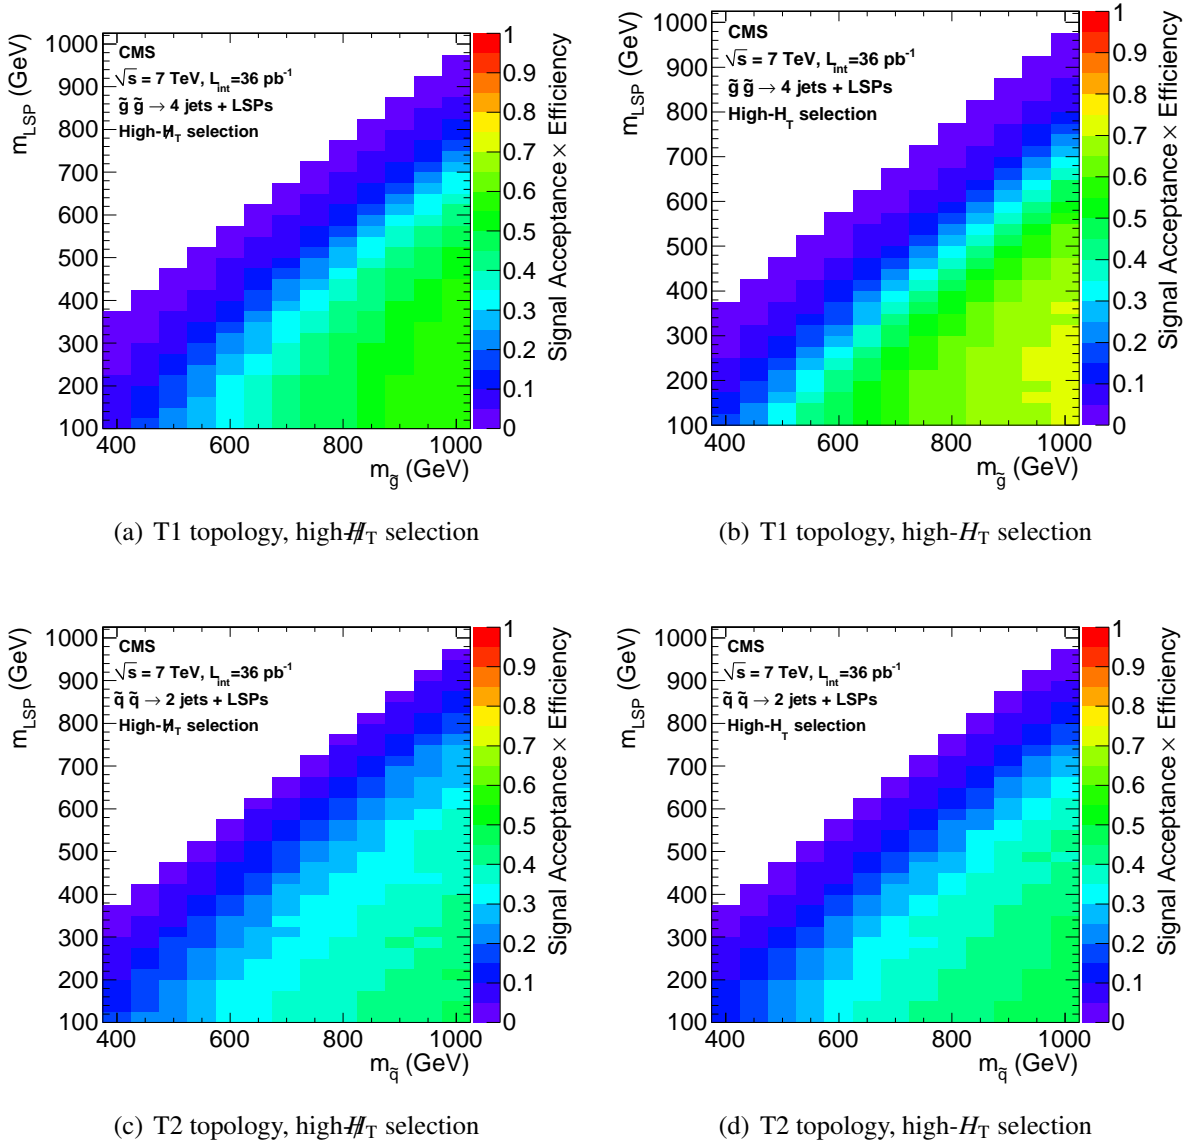 CMS
√s = 7 TeV, L_int=36 pb⁻¹
g̃ g̃ → 4 jets + LSPs
High-H̸_T selection
m_LSP (GeV)
1000
900
800
700
600
500
400
300
200
100
400 600 800 1000
m_g̃ (GeV)
1
0.9
0.8
0.7
0.6
0.5
0.4
0.3
0.2
0.1
0
Signal Acceptance × Efficiency
(a) T1 topology, high-H̸_T selection
CMS
√s = 7 TeV, L_int=36 pb⁻¹
g̃ g̃ → 4 jets + LSPs
High-H_T selection
m_LSP (GeV)
1000
900
800
700
600
500
400
300
200
100
400 600 800 1000
m_g̃ (GeV)
1
0.9
0.8
0.7
0.6
0.5
0.4
0.3
0.2
0.1
0
Signal Acceptance × Efficiency
(b) T1 topology, high-H_T selection
CMS
√s = 7 TeV, L_int=36 pb⁻¹
q̃ q̃ → 2 jets + LSPs
High-H̸_T selection
m_LSP (GeV)
1000
900
800
700
600
500
400
300
200
100
400 600 800 1000
m_q̃ (GeV)
1
0.9
0.8
0.7
0.6
0.5
0.4
0.3
0.2
0.1
0
Signal Acceptance × Efficiency
(c) T2 topology, high-H̸_T selection
CMS
√s = 7 TeV, L_int=36 pb⁻¹
q̃ q̃ → 2 jets + LSPs
High-H_T selection
m_LSP (GeV)
1000
900
800
700
600
500
400
300
200
100
400 600 800 1000
m_q̃ (GeV)
1
0.9
0.8
0.7
0.6
0.5
0.4
0.3
0.2
0.1
0
Signal Acceptance × Efficiency
(d) T2 topology, high-H_T selection